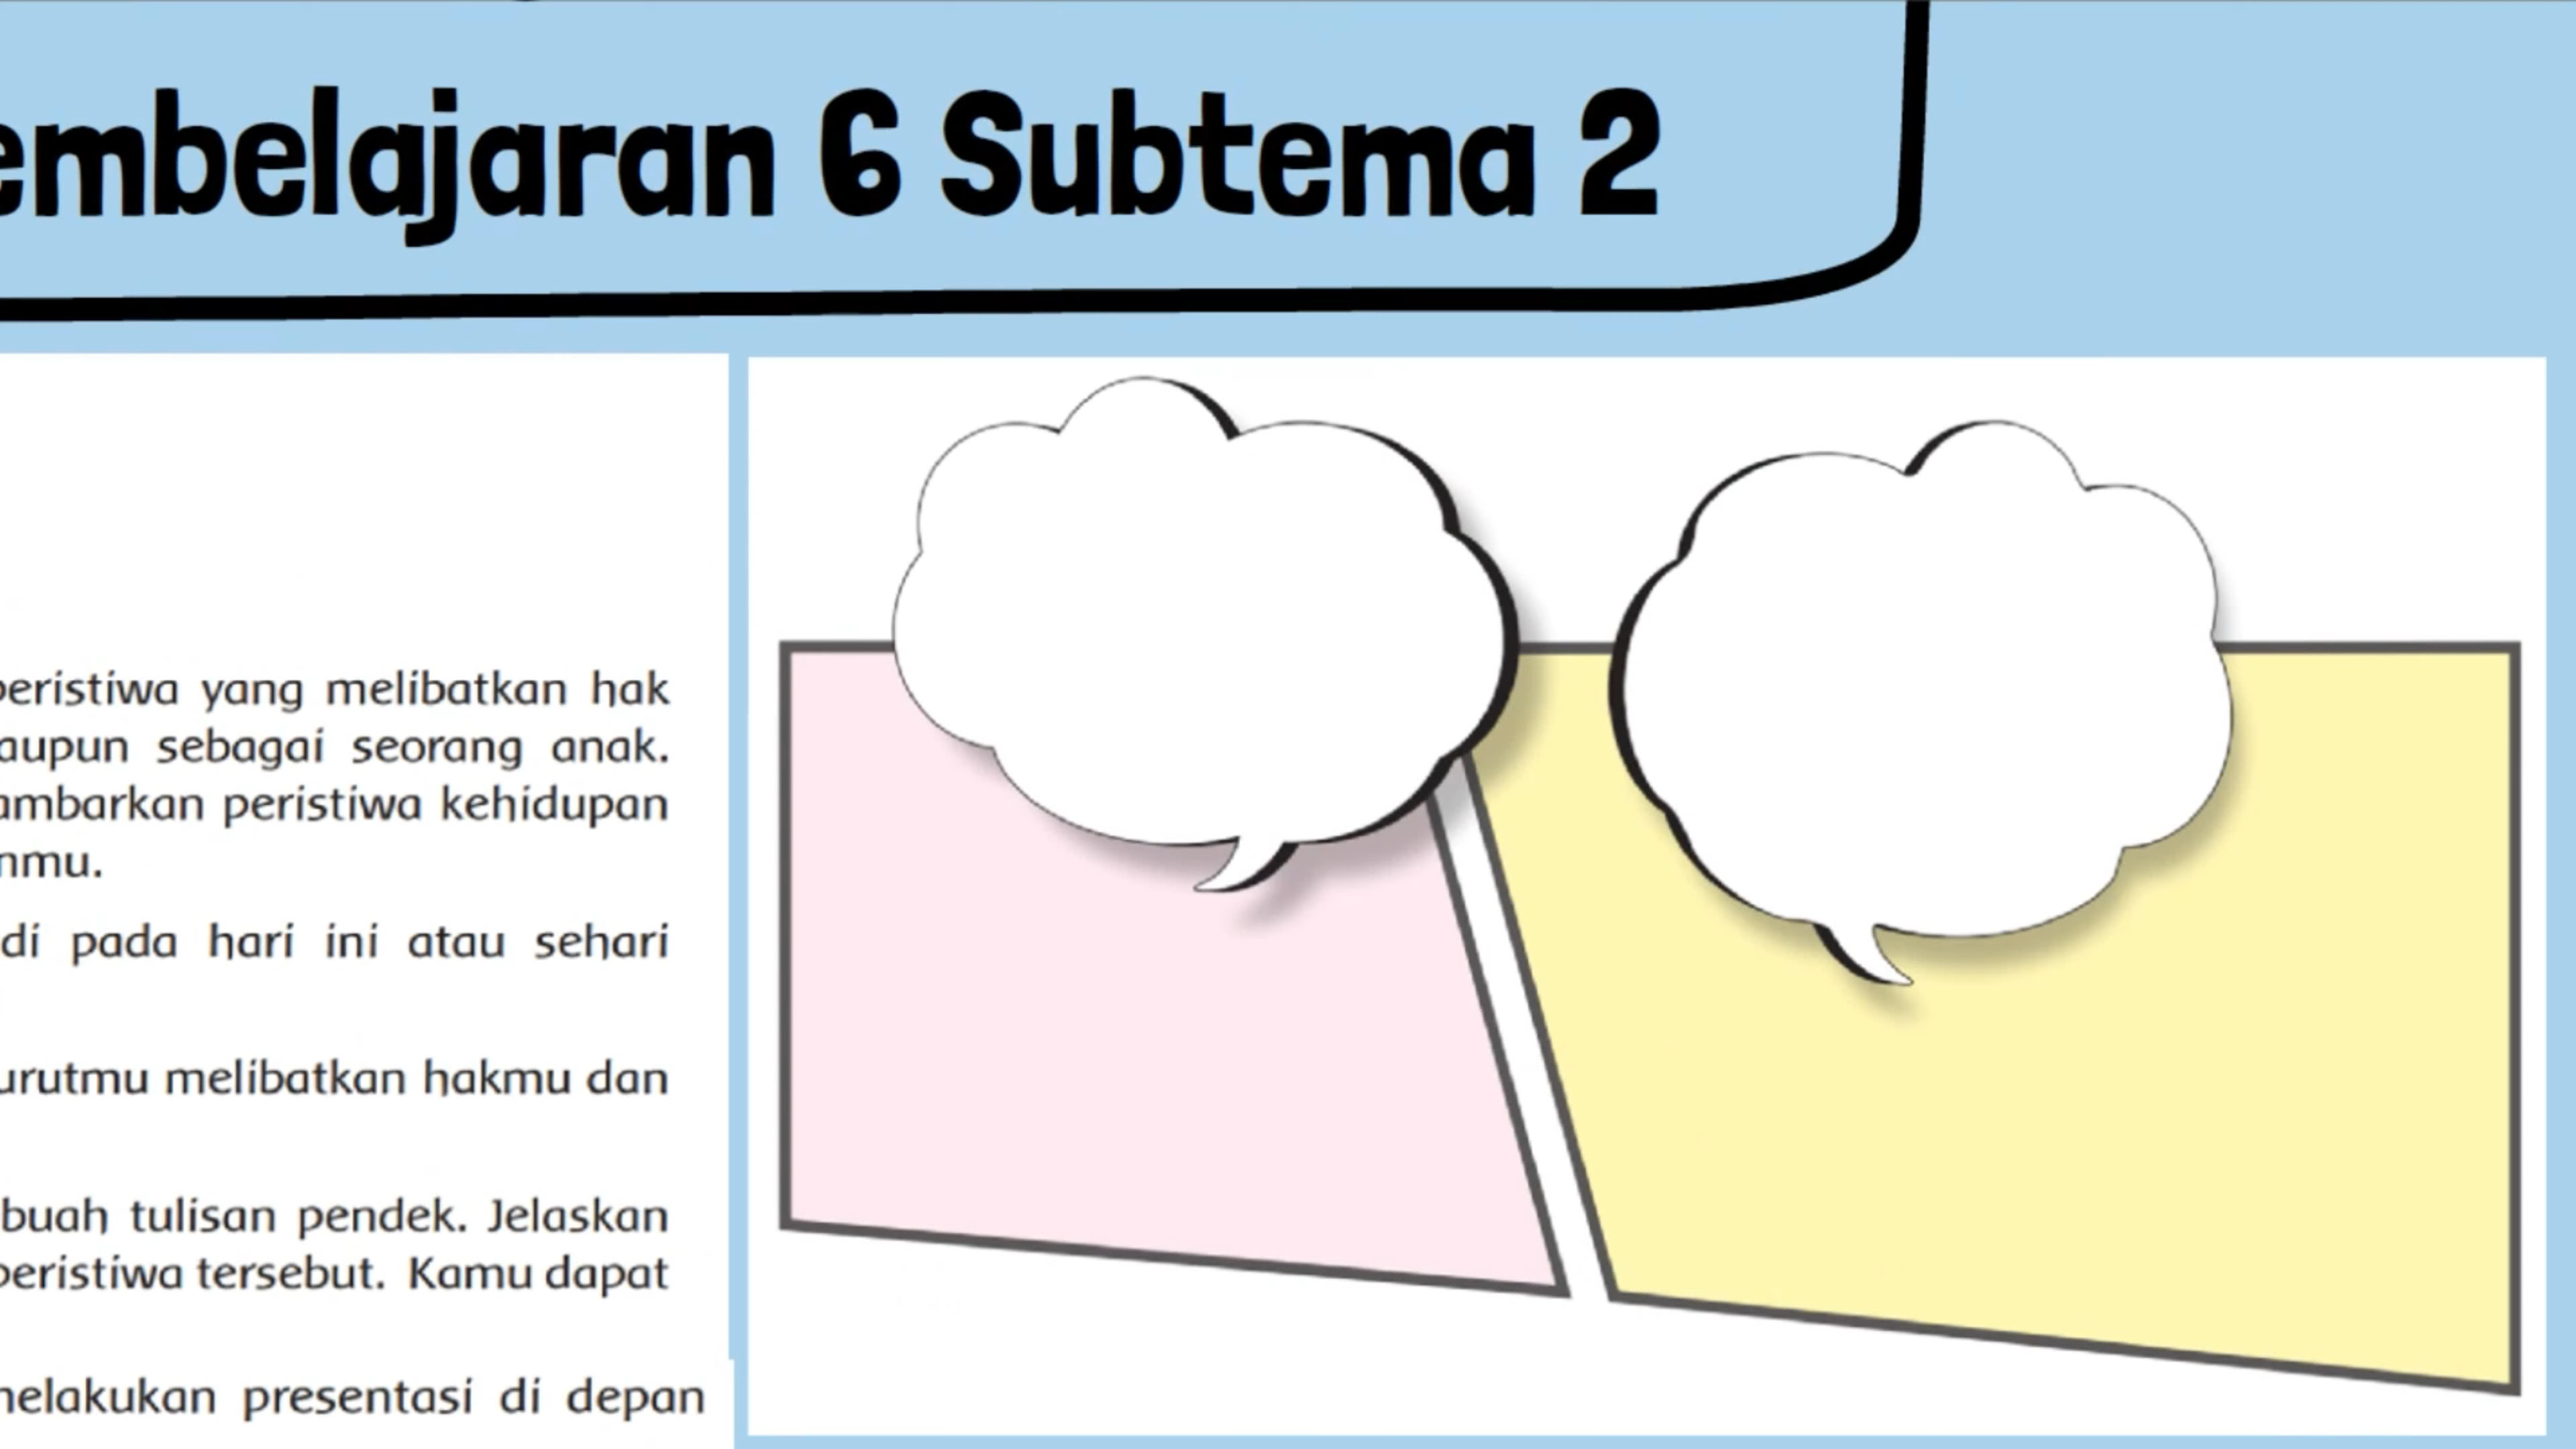 embelajaran 6 Subtema 2
peristiwa yang melibatkan hak
aupun sebagai seorang anak.
ambarkan peristiwa kehidupan
nmu.
di pada hari ini atau sehari
urutmu melibatkan hakmu dan
buah tulisan pendek. Jelaskan
peristiwa tersebut. Kamu dapat
melakukan presentasi di depan